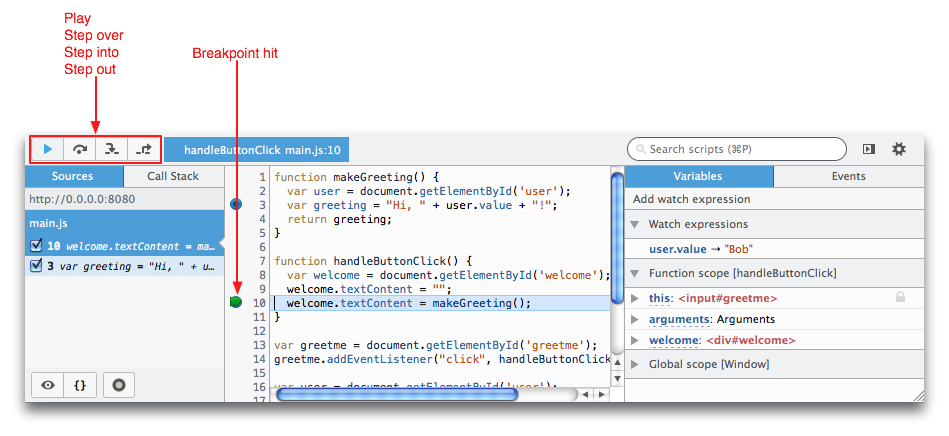 Play
Step over
Step into
Step out
Breakpoint hit
handleButtonClick main.js:10
Search scripts (⌘P)
Sources
Call Stack
http://0.0.0.0:8080
main.js
10 welcome.textContent = ma…
3 var greeting = "Hi, " + u…
{}
1 function makeGreeting() {
2 var user = document.getElementById('user');
3 var greeting = "Hi, " + user.value + "!";
4 return greeting;
5 }
6
7 function handleButtonClick() {
8 var welcome = document.getElementById('welcome');
9 welcome.textContent = "";
10 welcome.textContent = makeGreeting();
11 }
12
13 var greetme = document.getElementById('greetme');
14 greetme.addEventListener("click", handleButtonClick
15
16 var user = document.getElementById('user');
17
Variables
Events
Add watch expression
Watch expressions
user.value → "Bob"
Function scope [handleButtonClick]
this: <input#greetme>
arguments: Arguments
welcome: <div#welcome>
Global scope [Window]